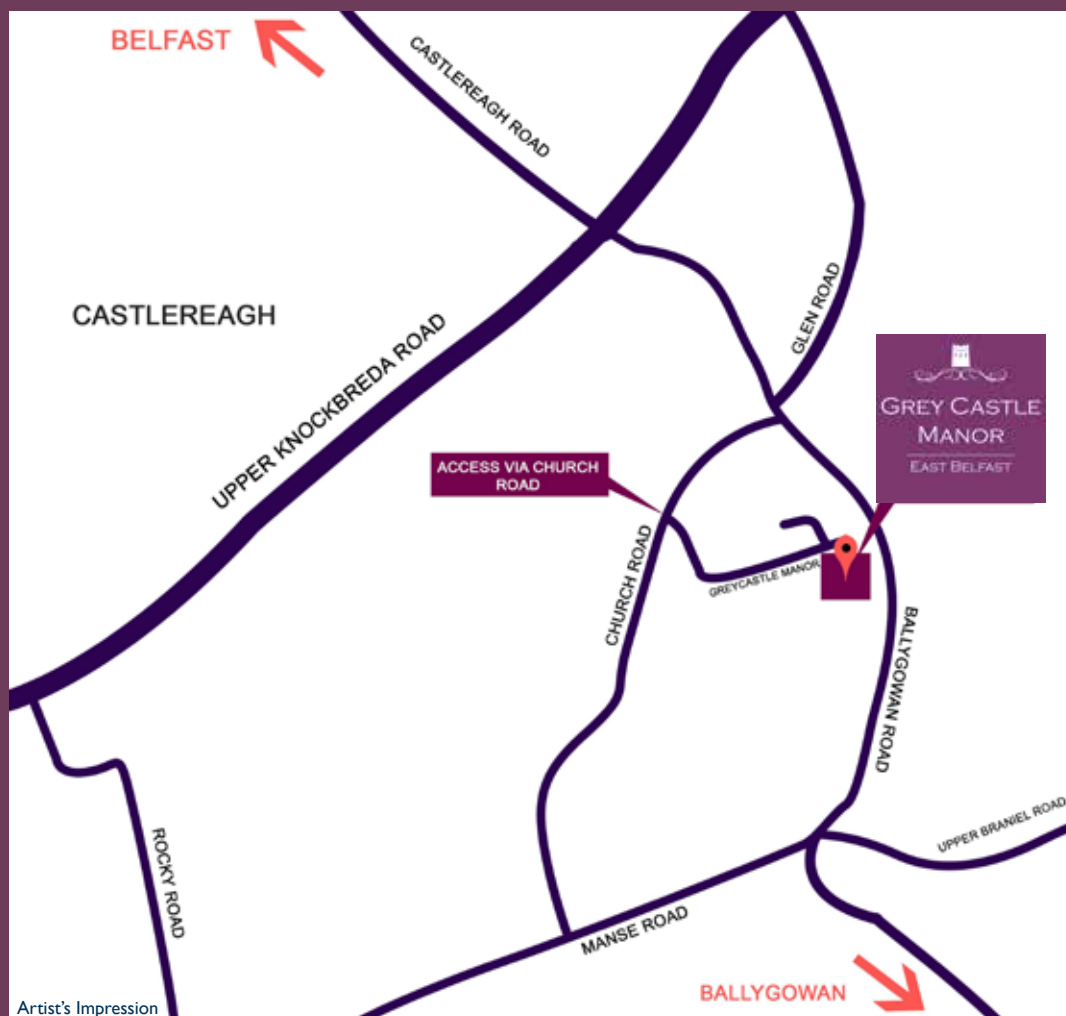 BELFAST
CASTLEREAGH ROAD
CASTLEREAGH
UPPER KNOCKBREDA ROAD
GLEN ROAD
GREY CASTLE
MANOR
EAST BELFAST
ACCESS VIA CHURCH
ROAD
CHURCH ROAD
GREYCASTLE MANOR
BALLYGOWAN ROAD
UPPER BRANIEL ROAD
ROCKY ROAD
MANSE ROAD
BALLYGOWAN
Artist's Impression